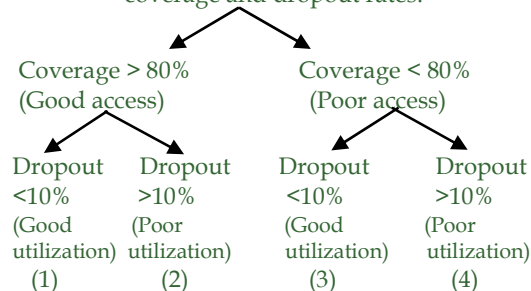 coverage and dropout rates.
Coverage > 80% Coverage < 80%
(Good access) (Poor access)
Dropout Dropout Dropout Dropout
<10% >10% <10% >10%
(Good (Poor (Good (Poor
utilization) utilization) utilization) utilization)
(1) (2) (3) (4)